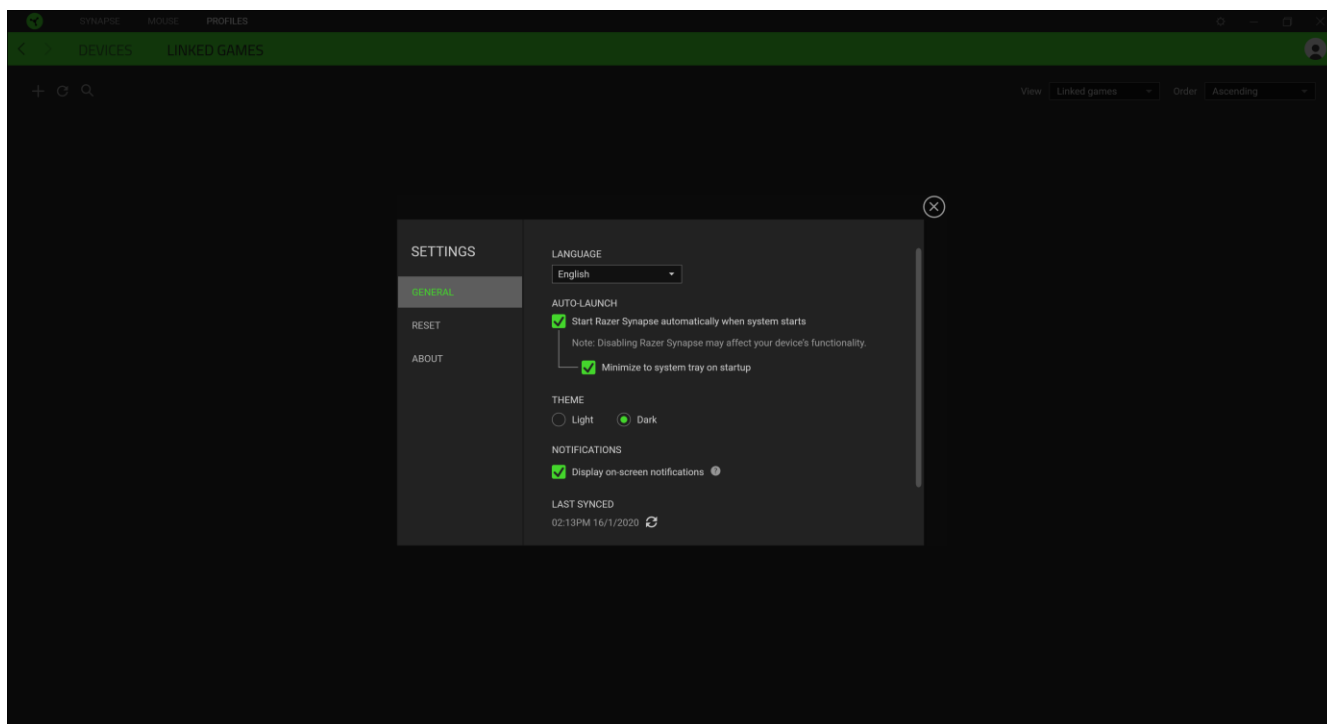 SYNAPSE MOUSE PROFILES
DEVICES LINKED GAMES
View Linked games Order Ascending
SETTINGS
GENERAL
RESET
ABOUT
LANGUAGE
English
AUTO-LAUNCH
Start Razer Synapse automatically when system starts
Note: Disabling Razer Synapse may affect your device's functionality.
Minimize to system tray on startup
THEME
Light Dark
NOTIFICATIONS
Display on-screen notifications ?
LAST SYNCED
02:13PM 16/1/2020